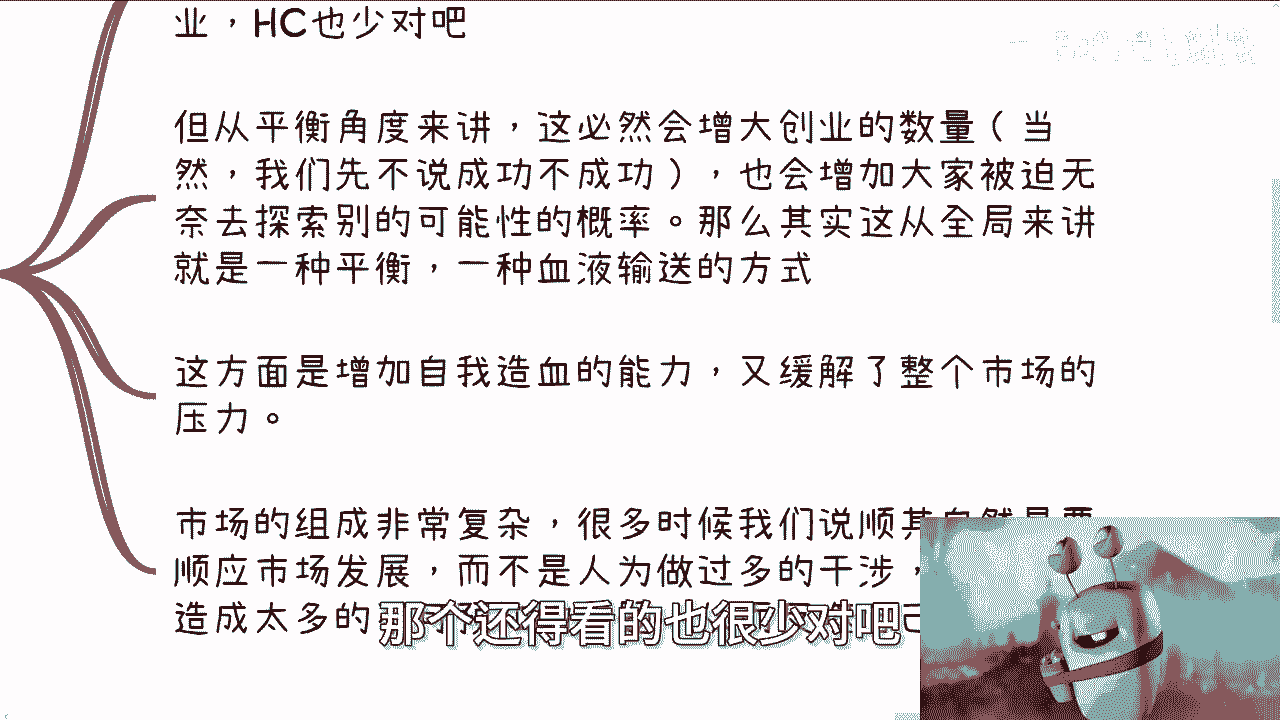 业，HC也少对吧
但从平衡角度来讲，这必然会增大创业的数量（当
然，我们先不说成功不成功），也会增加大家被迫无
奈去探索别的可能性的概率。那么其实这从全局来讲
就是一种平衡，一种血液输送的方式
这方面是增加自我造血的能力，又缓解了整个市场的
压力。
市场的组成非常复杂，很多时候我们说顺其自然是要
顺应市场发展，而不是人为做过多的干涉，
造成太多的
那个还得看的也很少对吧